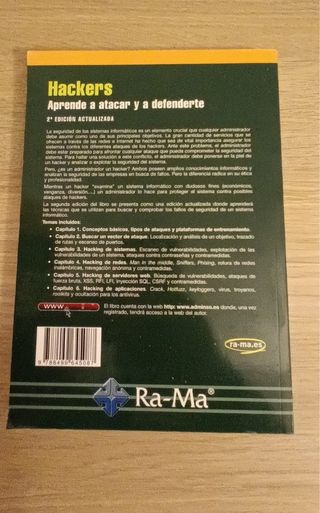 Hackers
Aprende a atacar y a defenderte
2ª EDICIÓN ACTUALIZADA
La seguridad de los sistemas informáticos es un elemento crucial que cualquier administrador
debe asumir como uno de sus principales objetivos. La gran cantidad de servicios que se
ofrecen a través de las redes e Internet ha hecho que sea de vital importancia asegurar los
sistemas contra los diferentes ataques de los hackers. Ante este problema, el administrador
debe estar preparado para afrontar cualquier ataque que pueda comprometer la seguridad del
sistema. Para hallar una solución a este conflicto, el administrador debe ponerse en la piel de
un hacker y analizar o explotar la seguridad del sistema.
Pero, ¿es un administrador un hacker? Ambos poseen amplios conocimientos informáticos y
analizan la seguridad de las empresas en busca de fallos. Pero la diferencia radica en su ética
y profesionalidad.
Mientras un hacker "examina" un sistema informático con dudosos fines (económicos,
venganza, diversión,...) un administrador lo hace para proteger el sistema contra posibles
ataques de hackers.
La segunda edición del libro se presenta como una edición actualizada donde aprenderá
las técnicas que se utilizan para buscar y comprobar los fallos de seguridad de un sistema
informático.
Temas incluidos:
• Capítulo 1. Conceptos básicos, tipos de ataques y plataformas de entrenamiento.
• Capítulo 2. Buscar un vector de ataque. Localización y análisis de un objetivo, trazado
de rutas y escaneo de puertos.
• Capítulo 3. Hacking de sistemas. Escaneo de vulnerabilidades, explotación de las
vulnerabilidades de un sistema, ataques contra contraseñas y contramedidas.
• Capítulo 4. Hacking de redes. Man in the middle, Sniffers, Phising, rotura de redes
inalámbricas, navegación anónima y contramedidas.
• Capítulo 5. Hacking de servidores web. Búsqueda de vulnerabilidades, ataques de
fuerza bruta, XSS, RFI, LFI, Inyección SQL, CSRF y contramedidas.
• Capítulo 6. Hacking de aplicaciones. Crack, Hotfuzz, keyloggers, virus, troyanos,
rootkits y ocultación para los antivirus.
www.
El libro cuenta con la web http: www.adminso.es donde, una vez
registrado, tendrá acceso a la web del autor.
ra-ma.es
9 788499 645087
Ra-Ma®